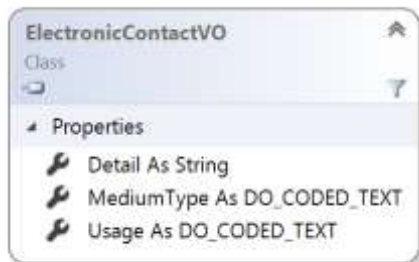 ElectronicContactVO
Class
Properties
Detail As String
MediumType As DO_CODED_TEXT
Usage As DO_CODED_TEXT